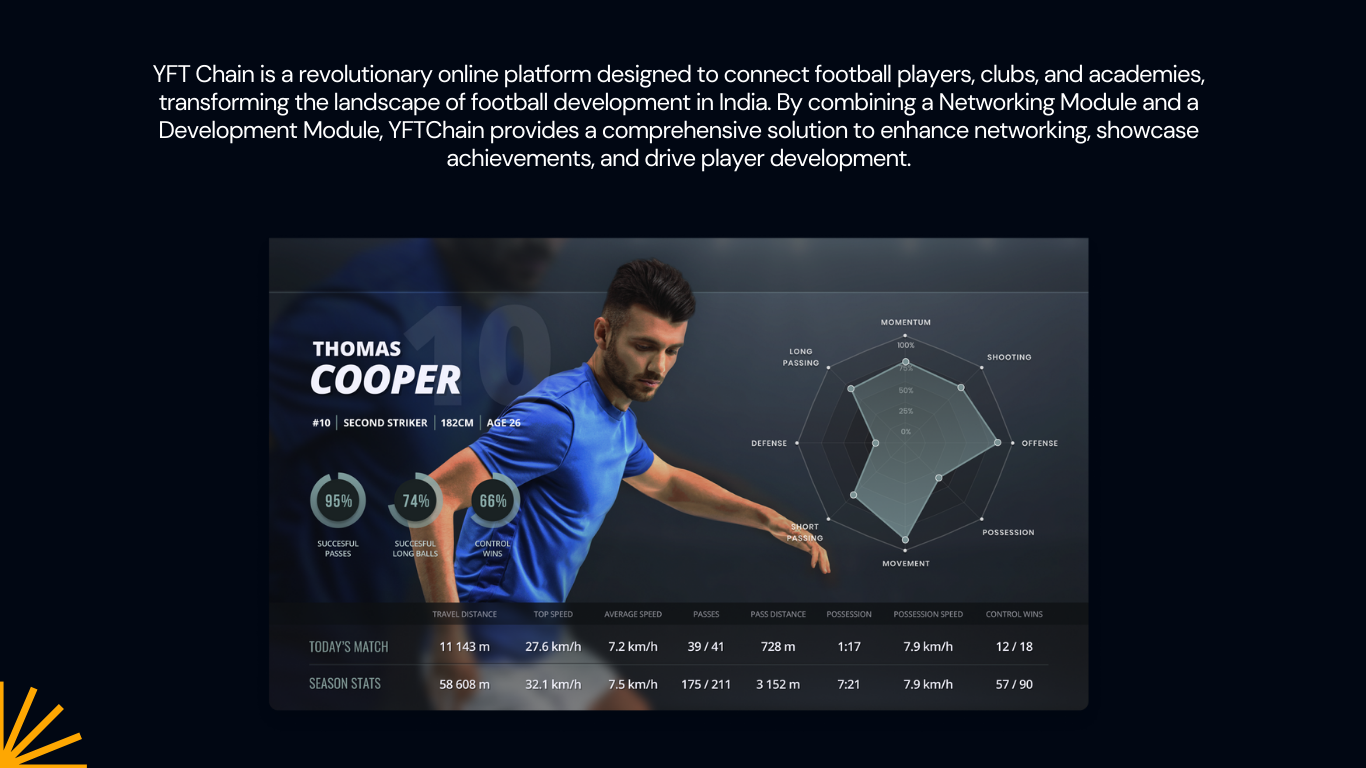 YFT Chain is a revolutionary online platform designed to connect football players, clubs, and academies,
transforming the landscape of football development in India. By combining a Networking Module and a
Development Module, YFTChain provides a comprehensive solution to enhance networking, showcase
achievements, and drive player development.
10
THOMAS
COOPER
#10 | SECOND STRIKER | 182CM | AGE 26
95% 74% 66%
SUCCESFUL
PASSES
SUCCESFUL
LONG BALLS
CONTROL
WINS
MOMENTUM
LONG
PASSING
SHOOTING
100%
75%
50%
25%
0%
DEFENSE
OFFENSE
SHORT
PASSING
POSSESSION
MOVEMENT
TRAVEL DISTANCE TOP SPEED AVERAGE SPEED PASSES PASS DISTANCE POSSESSION POSSESSION SPEED CONTROL WINS
TODAY'S MATCH 11 143 m 27.6 km/h 7.2 km/h 39 / 41 728 m 1:17 7.9 km/h 12 / 18
SEASON STATS 58 608 m 32.1 km/h 7.5 km/h 175 / 211 3 152 m 7:21 7.9 km/h 57 / 90